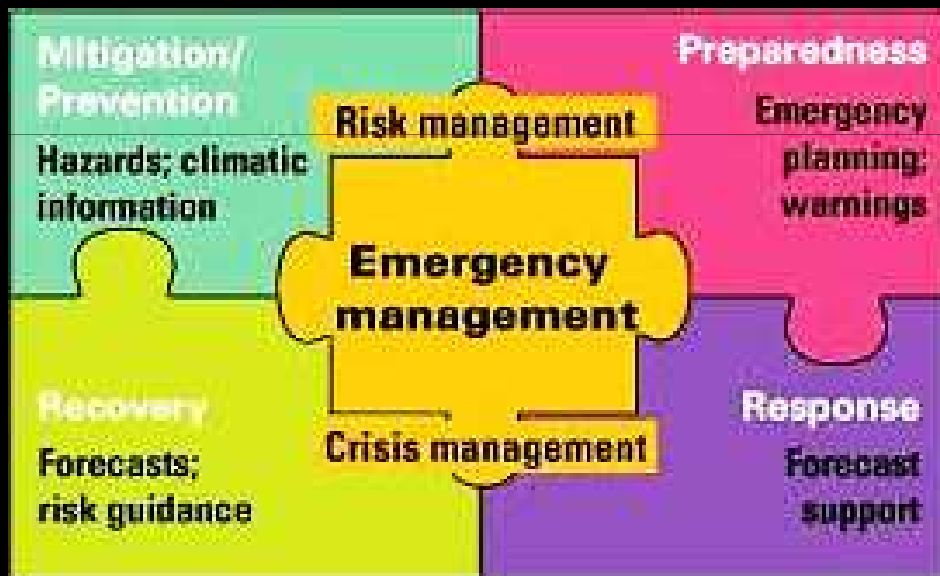 Mitigation/
Prevention
Hazards; climatic
information
Preparedness
Emergency
planning;
warnings
Risk management
Emergency
management
Crisis management
Recovery
Forecasts;
risk guidance
Response
Forecast
support